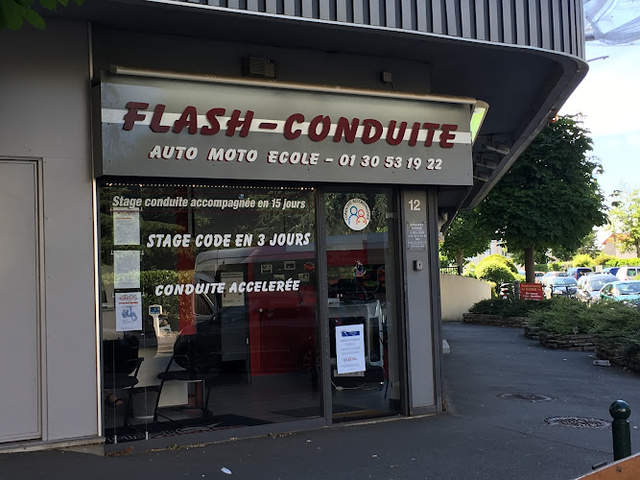 FLASH-CONDUITE
AUTO MOTO ECOLE - 01 30 53 19 22
Stage conduite accompagnée en 15 jours
STAGE CODE EN 3 JOURS
CONDUITE ACCELERÉE
12